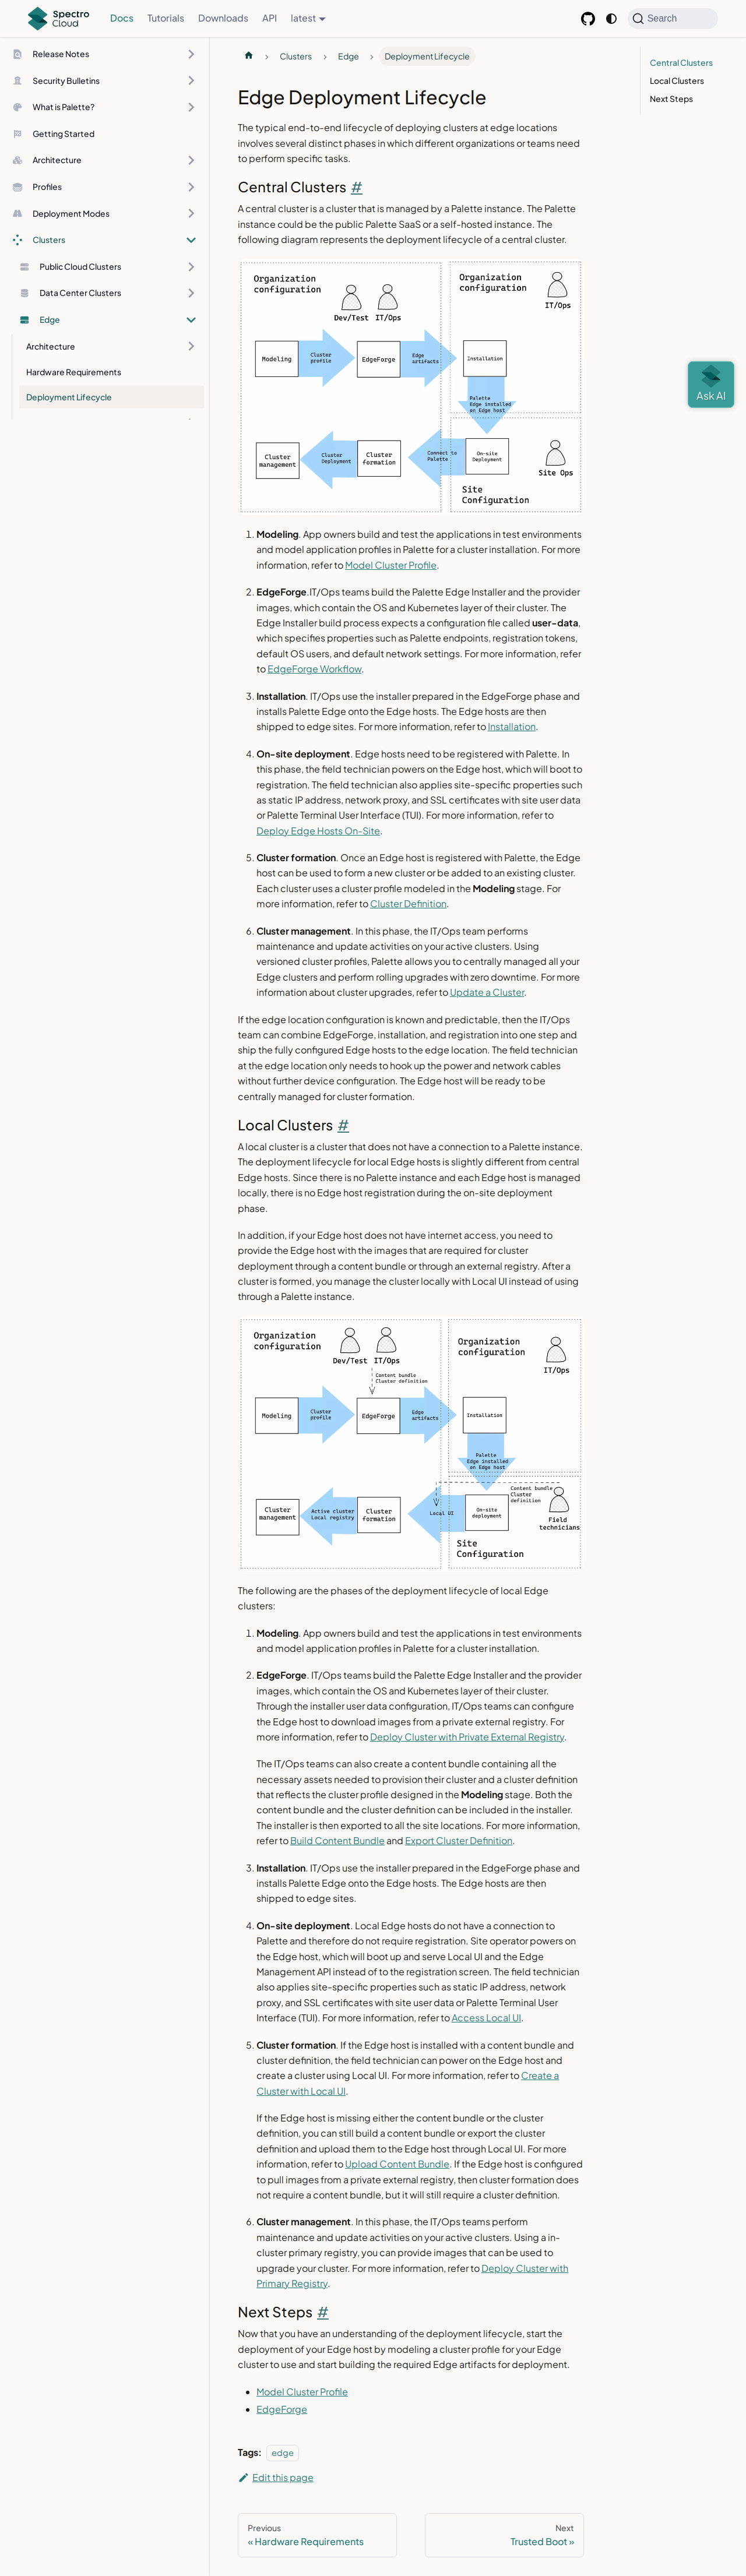 Spectro Cloud
Docs
Tutorials
Downloads
API
latest
Search
Release Notes
Security Bulletins
What is Palette?
Getting Started
Architecture
Profiles
Deployment Modes
Clusters
Public Cloud Clusters
Data Center Clusters
Edge
Architecture
Hardware Requirements
Deployment Lifecycle
Clusters
Edge
Deployment Lifecycle
Central Clusters
Local Clusters
Next Steps
Ask AI
Edge Deployment Lifecycle
The typical end-to-end lifecycle of deploying clusters at edge locations
involves several distinct phases in which different organizations or teams need
to perform specific tasks.
Central Clusters #
A central cluster is a cluster that is managed by a Palette instance. The Palette
instance could be the public Palette SaaS or a self-hosted instance. The
following diagram represents the deployment lifecycle of a central cluster.
Organization
configuration
Dev/Test
IT/Ops
Organization
configuration
IT/Ops
Modeling
Cluster
profile
EdgeForge
Edge
artifacts
Installation
Palette
Edge installed
on Edge host
Cluster
management
Cluster
Deployment
Cluster
formation
Connect to
Palette
On-site
Deployment
Site Ops
Site
Configuration
1. Modeling. App owners build and test the applications in test environments
and model application profiles in Palette for a cluster installation. For more
information, refer to Model Cluster Profile.
2. EdgeForge.IT/Ops teams build the Palette Edge Installer and the provider
images, which contain the OS and Kubernetes layer of their cluster. The
Edge Installer build process expects a configuration file called user-data,
which specifies properties such as Palette endpoints, registration tokens,
default OS users, and default network settings. For more information, refer
to EdgeForge Workflow.
3. Installation. IT/Ops use the installer prepared in the EdgeForge phase and
installs Palette Edge onto the Edge hosts. The Edge hosts are then
shipped to edge sites. For more information, refer to Installation.
4. On-site deployment. Edge hosts need to be registered with Palette. In
this phase, the field technician powers on the Edge host, which will boot to
registration. The field technician also applies site-specific properties such
as static IP address, network proxy, and SSL certificates with site user data
or Palette Terminal User Interface (TUI). For more information, refer to
Deploy Edge Hosts On-Site.
5. Cluster formation. Once an Edge host is registered with Palette, the Edge
host can be used to form a new cluster or be added to an existing cluster.
Each cluster uses a cluster profile modeled in the Modeling stage. For
more information, refer to Cluster Definition.
6. Cluster management. In this phase, the IT/Ops team performs
maintenance and update activities on your active clusters. Using
versioned cluster profiles, Palette allows you to centrally managed all your
Edge clusters and perform rolling upgrades with zero downtime. For more
information about cluster upgrades, refer to Update a Cluster.
If the edge location configuration is known and predictable, then the IT/Ops
team can combine EdgeForge, installation, and registration into one step and
ship the fully configured Edge hosts to the edge location. The field technician
at the edge location only needs to hook up the power and network cables
without further device configuration. The Edge host will be ready to be
centrally managed for cluster formation.
Local Clusters #
A local cluster is a cluster that does not have a connection to a Palette instance.
The deployment lifecycle for local Edge hosts is slightly different from central
Edge hosts. Since there is no Palette instance and each Edge host is managed
locally, there is no Edge host registration during the on-site deployment
phase.
In addition, if your Edge host does not have internet access, you need to
provide the Edge host with the images that are required for cluster
deployment through a content bundle or through an external registry. After a
cluster is formed, you manage the cluster locally with Local UI instead of using
through a Palette instance.
Organization
configuration
Dev/Test
IT/Ops
Content bundle
Cluster definition
Organization
configuration
IT/Ops
Modeling
Cluster
profile
EdgeForge
Edge
artifacts
Installation
Palette
Edge installed
on Edge host
Content bundle
Cluster
definition
Cluster
management
Active cluster
Local registry
Cluster
formation
Local UI
On-site
deployment
Field
technicians
Site
Configuration
The following are the phases of the deployment lifecycle of local Edge
clusters:
1. Modeling. App owners build and test the applications in test environments
and model application profiles in Palette for a cluster installation.
2. EdgeForge. IT/Ops teams build the Palette Edge Installer and the provider
images, which contain the OS and Kubernetes layer of their cluster.
Through the installer user data configuration, IT/Ops teams can configure
the Edge host to download images from a private external registry. For
more information, refer to Deploy Cluster with Private External Registry.
The IT/Ops teams can also create a content bundle containing all the
necessary assets needed to provision their cluster and a cluster definition
that reflects the cluster profile designed in the Modeling stage. Both the
content bundle and the cluster definition can be included in the installer.
The installer is then exported to all the site locations. For more information,
refer to Build Content Bundle and Export Cluster Definition.
3. Installation. IT/Ops use the installer prepared in the EdgeForge phase and
installs Palette Edge onto the Edge hosts. The Edge hosts are then
shipped to edge sites.
4. On-site deployment. Local Edge hosts do not have a connection to
Palette and therefore do not require registration. Site operator powers on
the Edge host, which will boot up and serve Local UI and the Edge
Management API instead of to the registration screen. The field technician
also applies site-specific properties such as static IP address, network
proxy, and SSL certificates with site user data or Palette Terminal User
Interface (TUI). For more information, refer to Access Local UI.
5. Cluster formation. If the Edge host is installed with a content bundle and
cluster definition, the field technician can power on the Edge host and
create a cluster using Local UI. For more information, refer to Create a
Cluster with Local UI.
If the Edge host is missing either the content bundle or the cluster
definition, you can still build a content bundle or export the cluster
definition and upload them to the Edge host through Local UI. For more
information, refer to Upload Content Bundle. If the Edge host is configured
to pull images from a private external registry, then cluster formation does
not require a content bundle, but it will still require a cluster definition.
6. Cluster management. In this phase, the IT/Ops teams perform
maintenance and update activities on your active clusters. Using a in-
cluster primary registry, you can provide images that can be used to
upgrade your cluster. For more information, refer to Deploy Cluster with
Primary Registry.
Next Steps #
Now that you have an understanding of the deployment lifecycle, start the
deployment of your Edge host by modeling a cluster profile for your Edge
cluster to use and start building the required Edge artifacts for deployment.
Model Cluster Profile
EdgeForge
Tags: edge
Edit this page
Previous
« Hardware Requirements
Next
Trusted Boot »